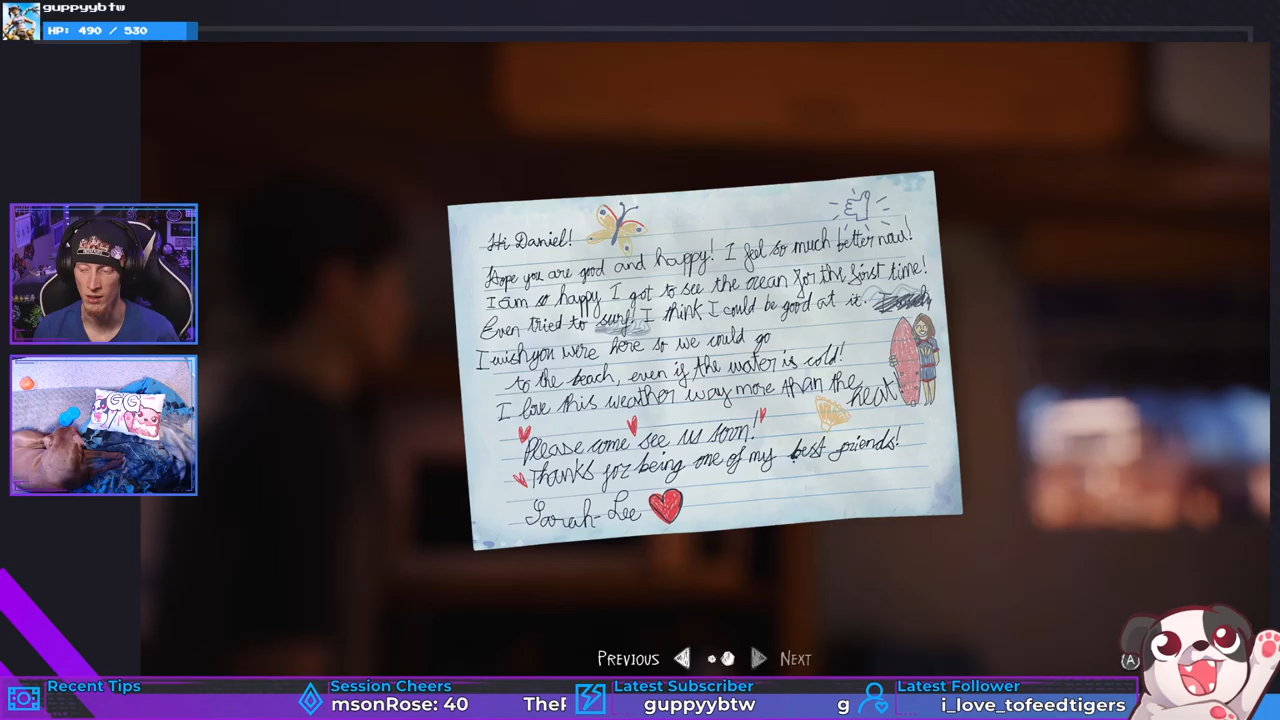 guppyybtw
HP: 490 / 530
Hi Daniel!
Hope you are good and happy! I feel so much better now!
I am so happy I got to see the ocean for the first time!
Even tried to surf! I think I could be good at it.
I wish you were here so we could go
to the beach, even if the water is cold!
I love this weather way more than the heat
Please come see us soon!
Thanks for being one of my best friends!
Sarah-Lee
PREVIOUS
NEXT
A
Recent Tips
Session Cheers
msonRose: 40
Latest Subscriber
guppyybtw
g
Latest Follower
i_love_tofeedtigers